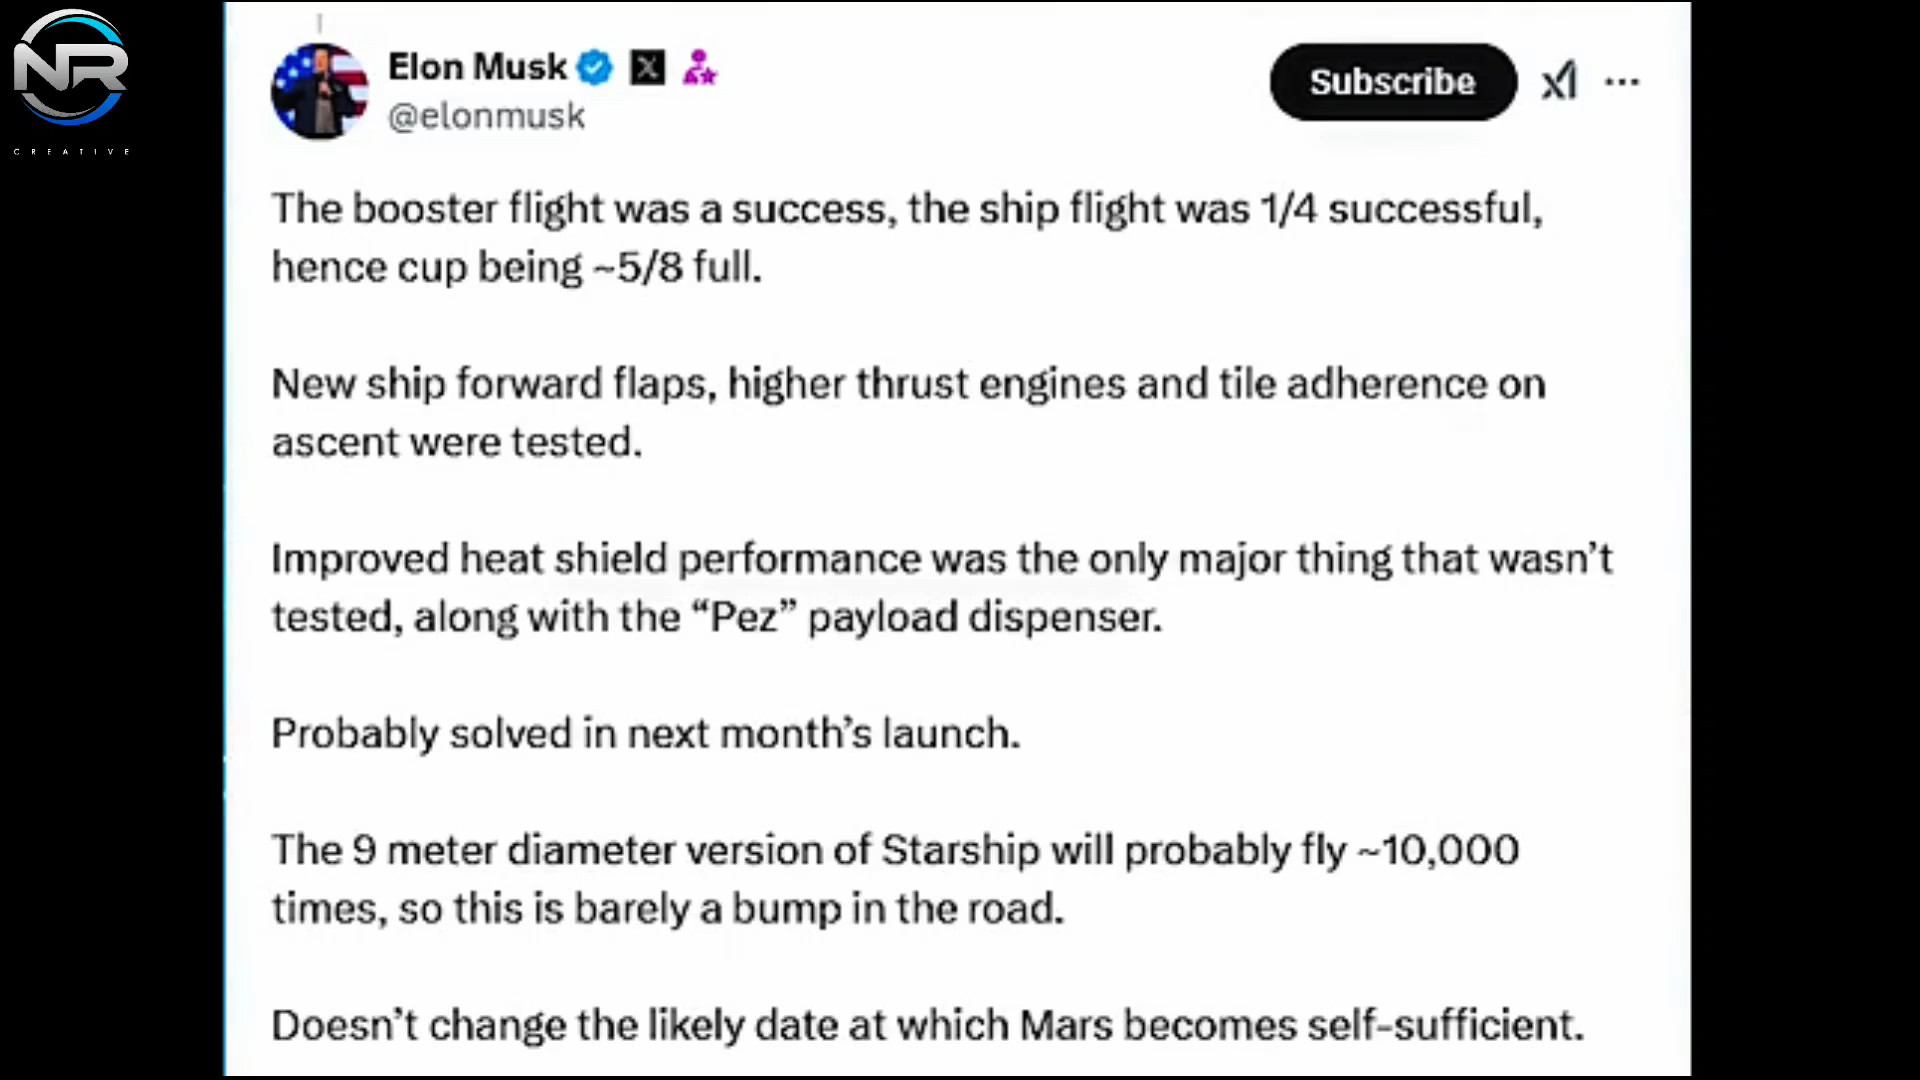 NR
CREATIVE
Elon Musk
@elonmusk
Subscribe
The booster flight was a success, the ship flight was 1/4 successful,
hence cup being ~5/8 full.
New ship forward flaps, higher thrust engines and tile adherence on
ascent were tested.
Improved heat shield performance was the only major thing that wasn’t
tested, along with the “Pez” payload dispenser.
Probably solved in next month’s launch.
The 9 meter diameter version of Starship will probably fly ~10,000
times, so this is barely a bump in the road.
Doesn’t change the likely date at which Mars becomes self-sufficient.